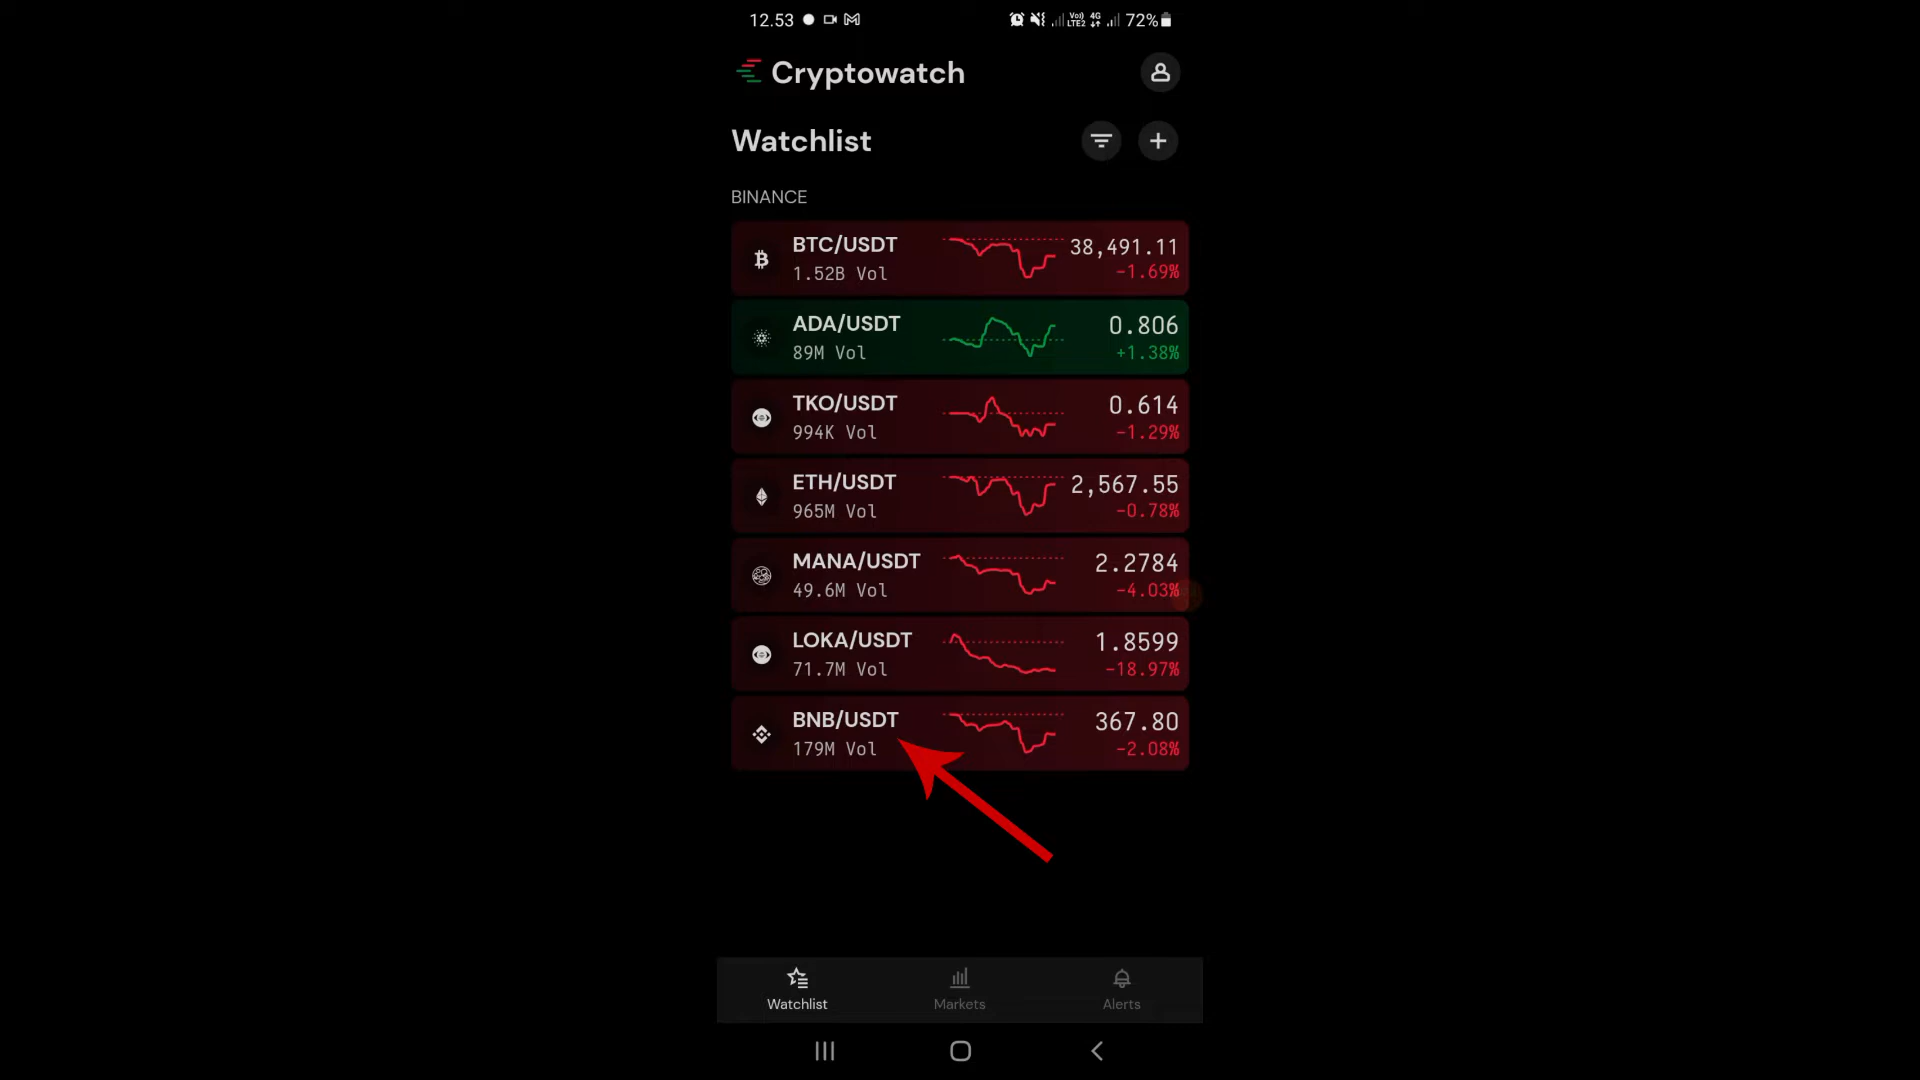 12.53
Vo)) 4G
LTE2
72%
Cryptowatch
Watchlist
BINANCE
BTC/USDT
38,491.11
1.52B Vol
-1.69%
ADA/USDT
0.806
89M Vol
+1.38%
TKO/USDT
0.614
994K Vol
-1.29%
ETH/USDT
2,567.55
965M Vol
-0.78%
MANA/USDT
2.2784
49.6M Vol
-4.03%
LOKA/USDT
1.8599
71.7M Vol
-18.97%
BNB/USDT
367.80
179M Vol
-2.08%
Watchlist
Markets
Alerts